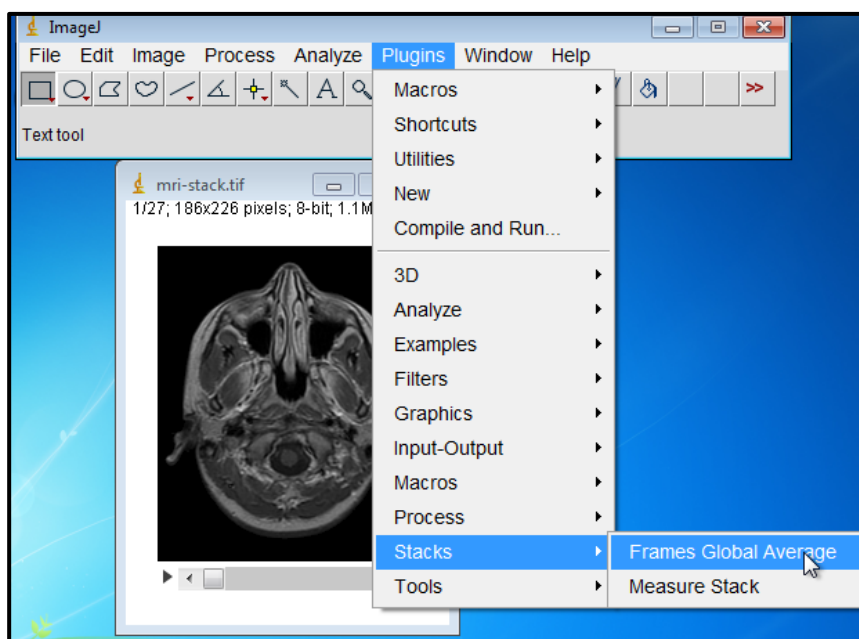 ImageJ
File Edit Image Process Analyze Plugins Window Help
A >>
Text tool
mri-stack.tif
1/27; 186x226 pixels; 8-bit; 1.1M
Macros
Shortcuts
Utilities
New
Compile and Run...
3D
Analyze
Examples
Filters
Graphics
Input-Output
Macros
Process
Stacks
Tools
Frames Global Average
Measure Stack